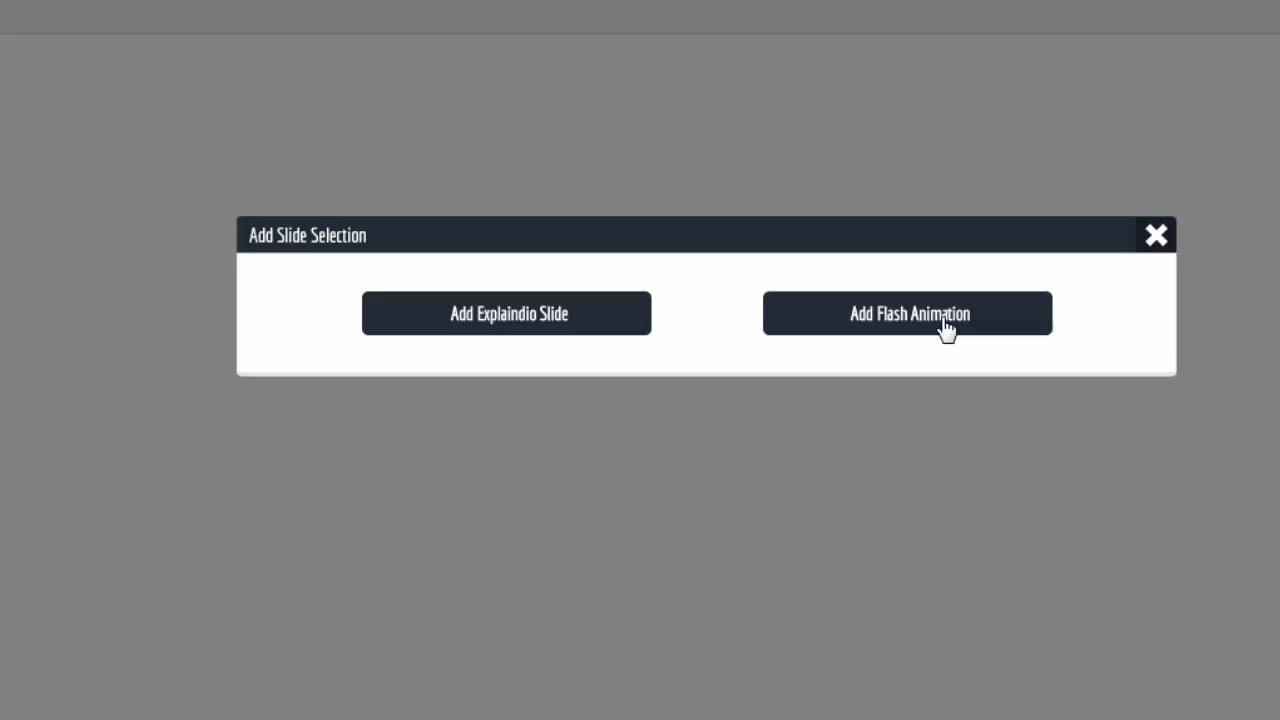 Add Slide Selection
Add Explaindio Slide
Add Flash Animation